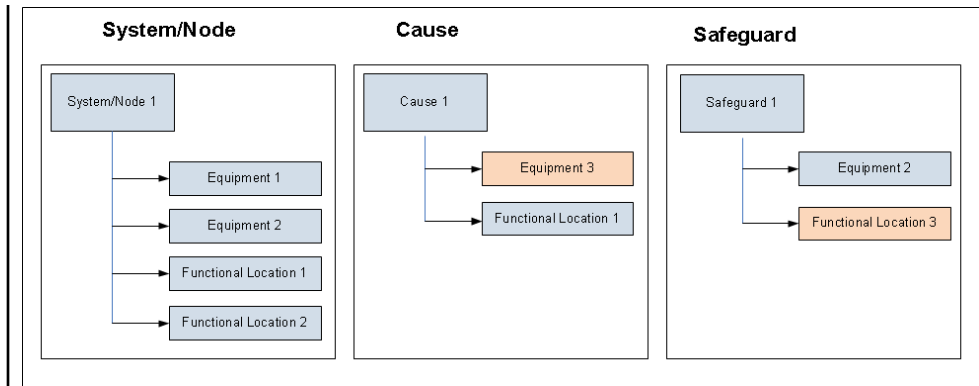 System/Node
Cause
Safeguard
System/Node 1
Equipment 1
Equipment 2
Functional Location 1
Functional Location 2
Cause 1
Equipment 3
Functional Location 1
Safeguard 1
Equipment 2
Functional Location 3